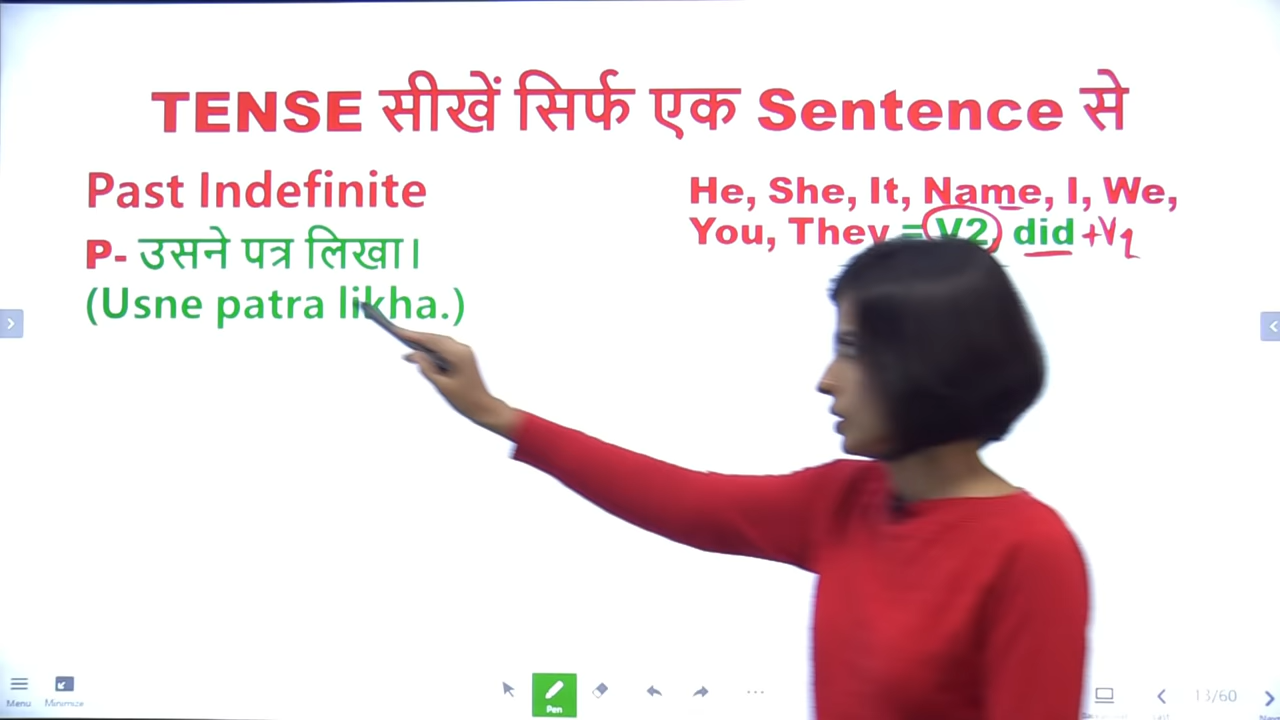 TENSE सीखें सिर्फ एक Sentence से
Past Indefinite
P- उसने पत्र लिखा।
(Usne patra likha.)
He, She, It, Name, I, We,
You, They = V2, did +V1
Menu
Minimize
Pen
13/60